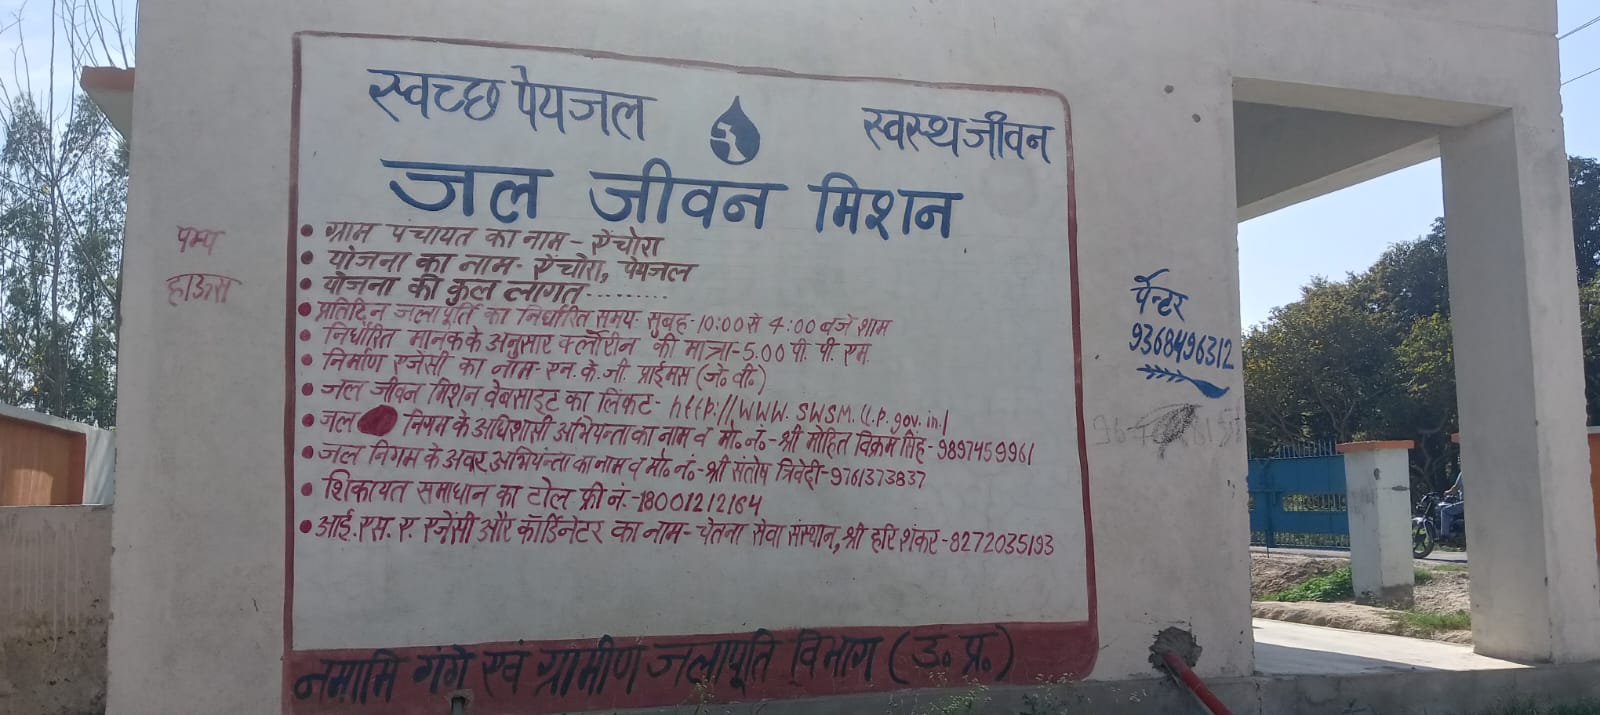 स्वच्छ पेयजल
स्वस्थ जीवन
जल जीवन मिशन
• ग्राम पंचायत का नाम - ऐंचोरा
• योजना का नाम - ऐंचोरा, पेयजल
• योजना की कुल लागत.........
• प्रतिदिन जलापूर्ति का निर्धारित समय: सुबह-10:00 से 4:00 बजे शाम
• निर्धारित मानक के अनुसार क्लोरीन की मात्रा-5.00 पी. पी. एम.
• निर्माण एजेंसी का नाम- एन. के. जी. प्राईमस (जे० वी०)
• जल जीवन मिशन वेबसाइट का लिंकट- http://www.swsm.u.p.gov.in/
• जल निगम के अधिशासी अभियन्ता का नाम व मो० नं०-श्री मोहित विक्रम सिंह-9897459961
• जल निगम के अवर अभियन्ता का नाम व मो० नं०-श्री संतोष त्रिवेदी-9761373837
• शिकायत समाधान का टोल फ्री नं.-18001212164
• आई. एस. ए. एजेंसी और कॉर्डिनेटर का नाम- चेतना सेवा संस्थान, श्री हरि शंकर-8272035193
नमामि गंगे एवं ग्रामीण जलापूर्ति विभाग (उ० प्र०)
पम्प
हाऊस
पेन्टर
9368496312